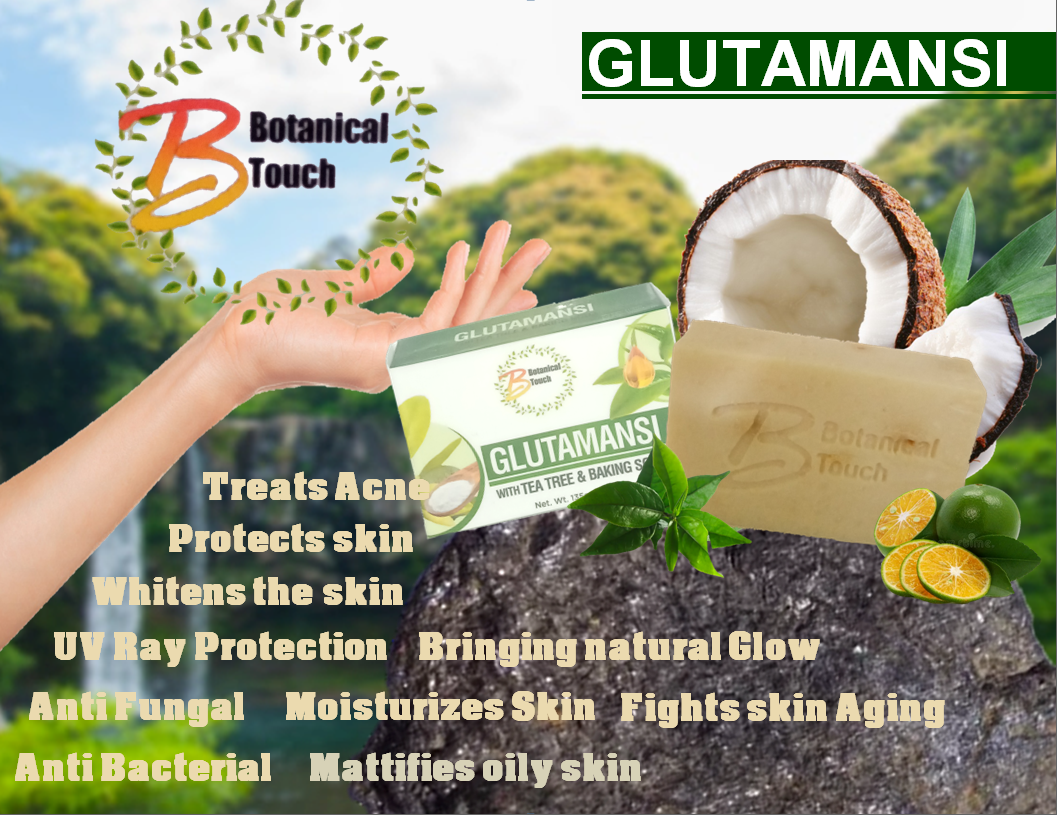 GLUTAMANSI
Botanical
Touch
GLUTAMANSI
Botanical
Touch
GLUTAMANSI
WITH TEA TREE & BAKING
Net. Wt.
B Botanical
Touch
Treats Acne
Protects skin
Whitens the skin
UV Ray Protection Bringing natural Glow
Anti Fungal Moisturizes Skin Fights skin Aging
Anti Bacterial Mattifies oily skin